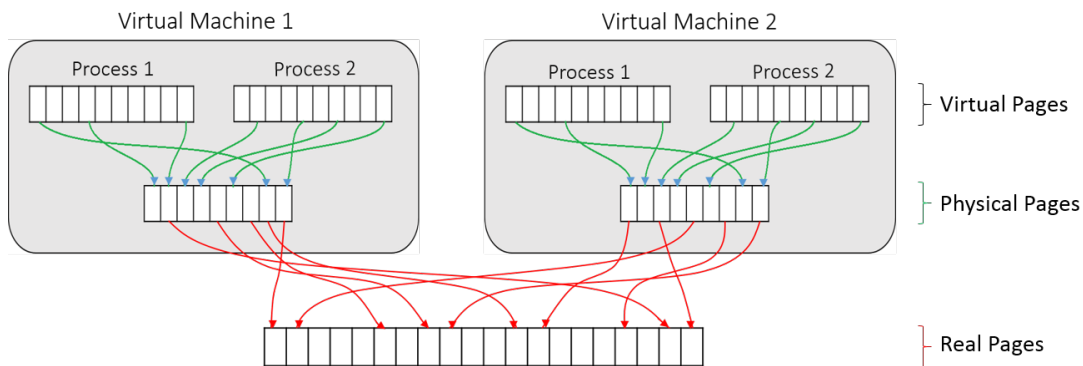 Virtual Machine 1
Virtual Machine 2
Process 1
Process 2
Process 1
Process 2
Virtual Pages
Physical Pages
Real Pages